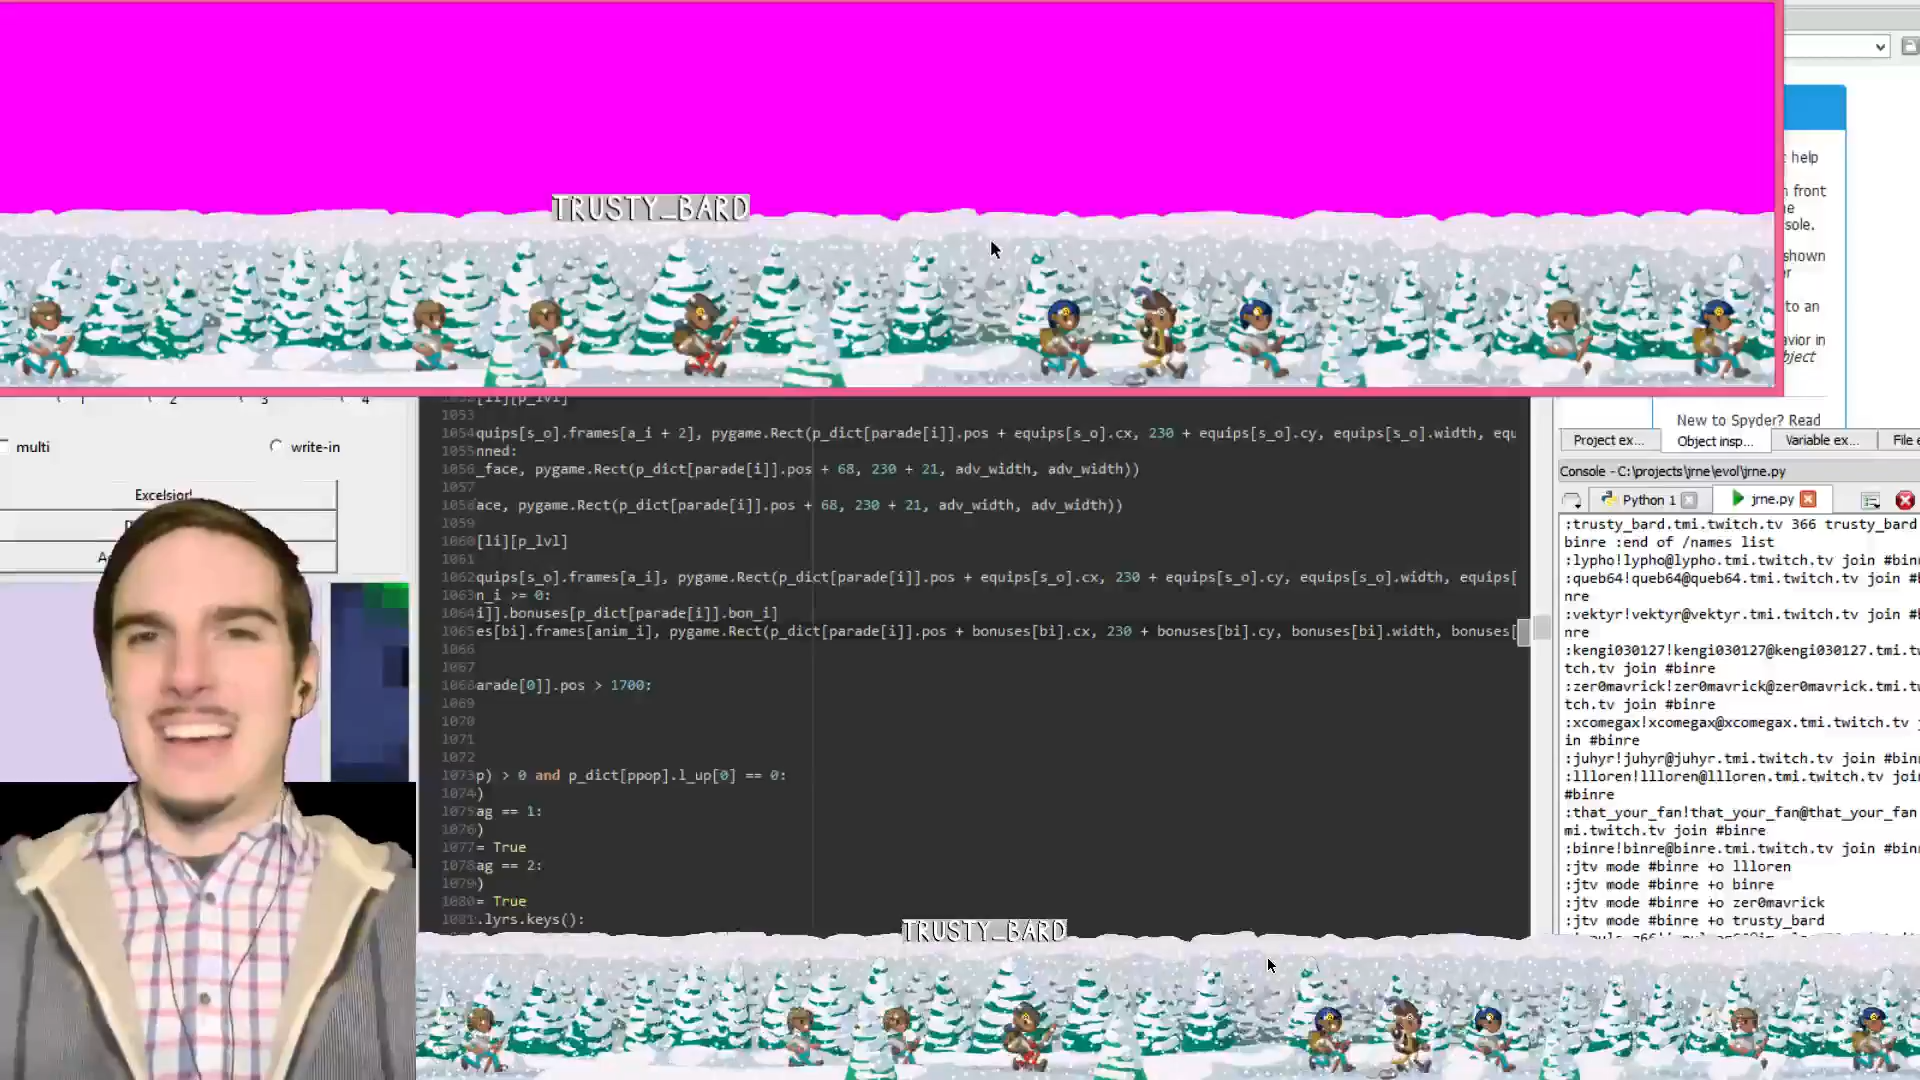 TRUSTY_BARD
help
front
sole.
shown
to an
avior in
New to Spyder? Read
Project ex...
Object insp...
Variable ex...
File e
Console - C:\projects\jrne\evol\jrne.py
Python 1
jrne.py
1 2 3 4
multi
write-in
Excelsior!
[li][p_lvl]
1053
1054 quips[s_o].frames[a_i + 2], pygame.Rect(p_dict[parade[i]].pos + equips[s_o].cx, 230 + equips[s_o].cy, equips[s_o].width, equ
1055 nned:
1056 _face, pygame.Rect(p_dict[parade[i]].pos + 68, 230 + 21, adv_width, adv_width))
1057
1058 ace, pygame.Rect(p_dict[parade[i]].pos + 68, 230 + 21, adv_width, adv_width))
1059
1060 [li][p_lvl]
1061
1062 quips[s_o].frames[a_i], pygame.Rect(p_dict[parade[i]].pos + equips[s_o].cx, 230 + equips[s_o].cy, equips[s_o].width, equips[
1063 n_i >= 0:
1064 i]].bonuses[p_dict[parade[i]].bon_i]
1065 es[bi].frames[anim_i], pygame.Rect(p_dict[parade[i]].pos + bonuses[bi].cx, 230 + bonuses[bi].cy, bonuses[bi].width, bonuses[
1066
1067
1068 arade[0]].pos > 1700:
1069
1070
1071
1072
1073 p) > 0 and p_dict[ppop].l_up[0] == 0:
1074 )
1075 ag == 1:
1076 )
1077 = True
1078 ag == 2:
1079 )
1080 = True
1081 .lyrs.keys():
:trusty_bard.tmi.twitch.tv 366 trusty_bard
binre :end of /names list
:lypho!lypho@lypho.tmi.twitch.tv join #bin
:queb64!queb64@queb64.tmi.twitch.tv join #
nre
:vektyr!vektyr@vektyr.tmi.twitch.tv join #
nre
:kengi030127!kengi030127@kengi030127.tmi.t
tch.tv join #binre
:zer0mavrick!zer0mavrick@zer0mavrick.tmi.t
tch.tv join #binre
:xcomegax!xcomegax@xcomegax.tmi.twitch.tv j
in #binre
:juhyr!juhyr@juhyr.tmi.twitch.tv join #bin
:llloren!llloren@llloren.tmi.twitch.tv join
#binre
:that_your_fan!that_your_fan@that_your_fan
mi.twitch.tv join #binre
:binre!binre@binre.tmi.twitch.tv join #bin
:jtv mode #binre +o llloren
:jtv mode #binre +o binre
:jtv mode #binre +o zer0mavrick
:jtv mode #binre +o trusty_bard
TRUSTY_BARD